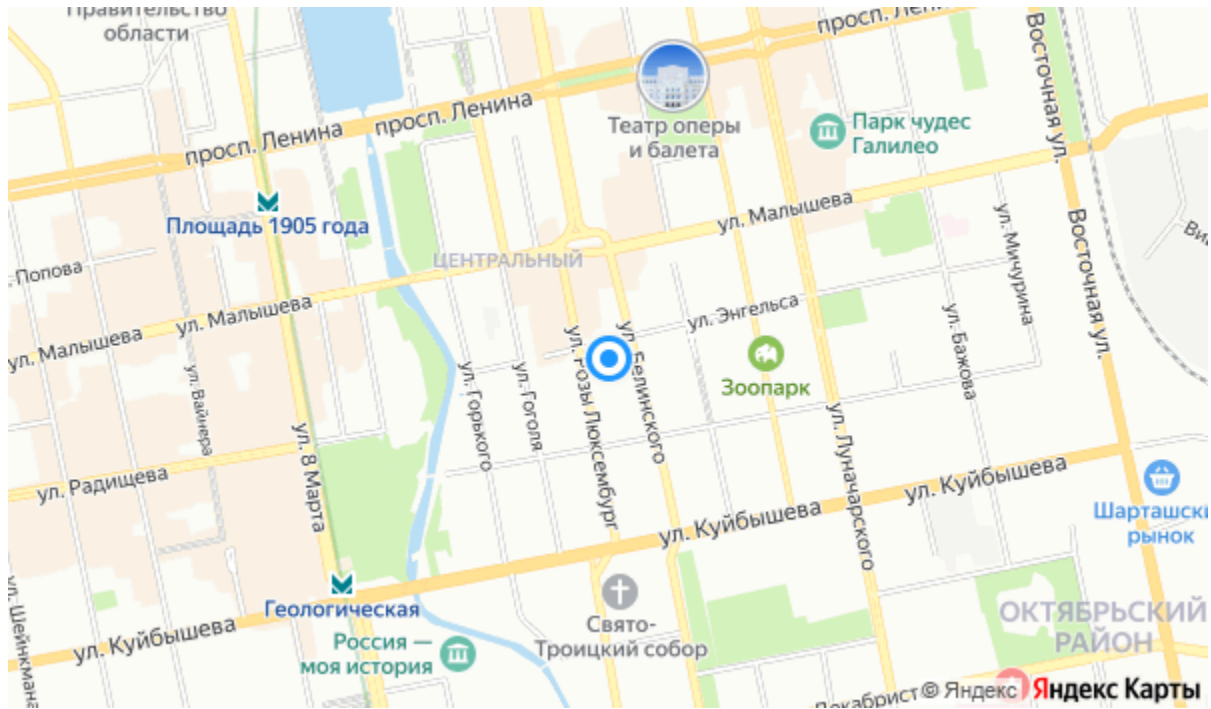 Правительство
области
просп. Ленина
Восточная ул.
просп. Ленина
просп. Ленина
Театр оперы
и балета
Парк чудес
Галилео
Площадь 1905 года
ул. Малышева
ул. Мичурина
Восточная ул.
ЦЕНТРАЛЬНЫЙ
Попова
ул. Малышева
ул. Малышева
ул. Энгельса
ул. Бажова
ул. Вайнера
ул. Горького
ул. Гоголя
ул. Розы Люксембург
ул. Белинского
Зоопарк
ул. Луначарского
ул. 8 Марта
ул. Радищева
ул. Куйбышева
ул. Куйбышева
Шарташски
рынок
Геологическая
ул. Шейнкмана
ул. Куйбышева
Россия —
моя история
Свято-
Троицкий собор
ОКТЯБРЬСКИЙ
РАЙОН
Декабрист
© Яндекс
Яндекс Карты